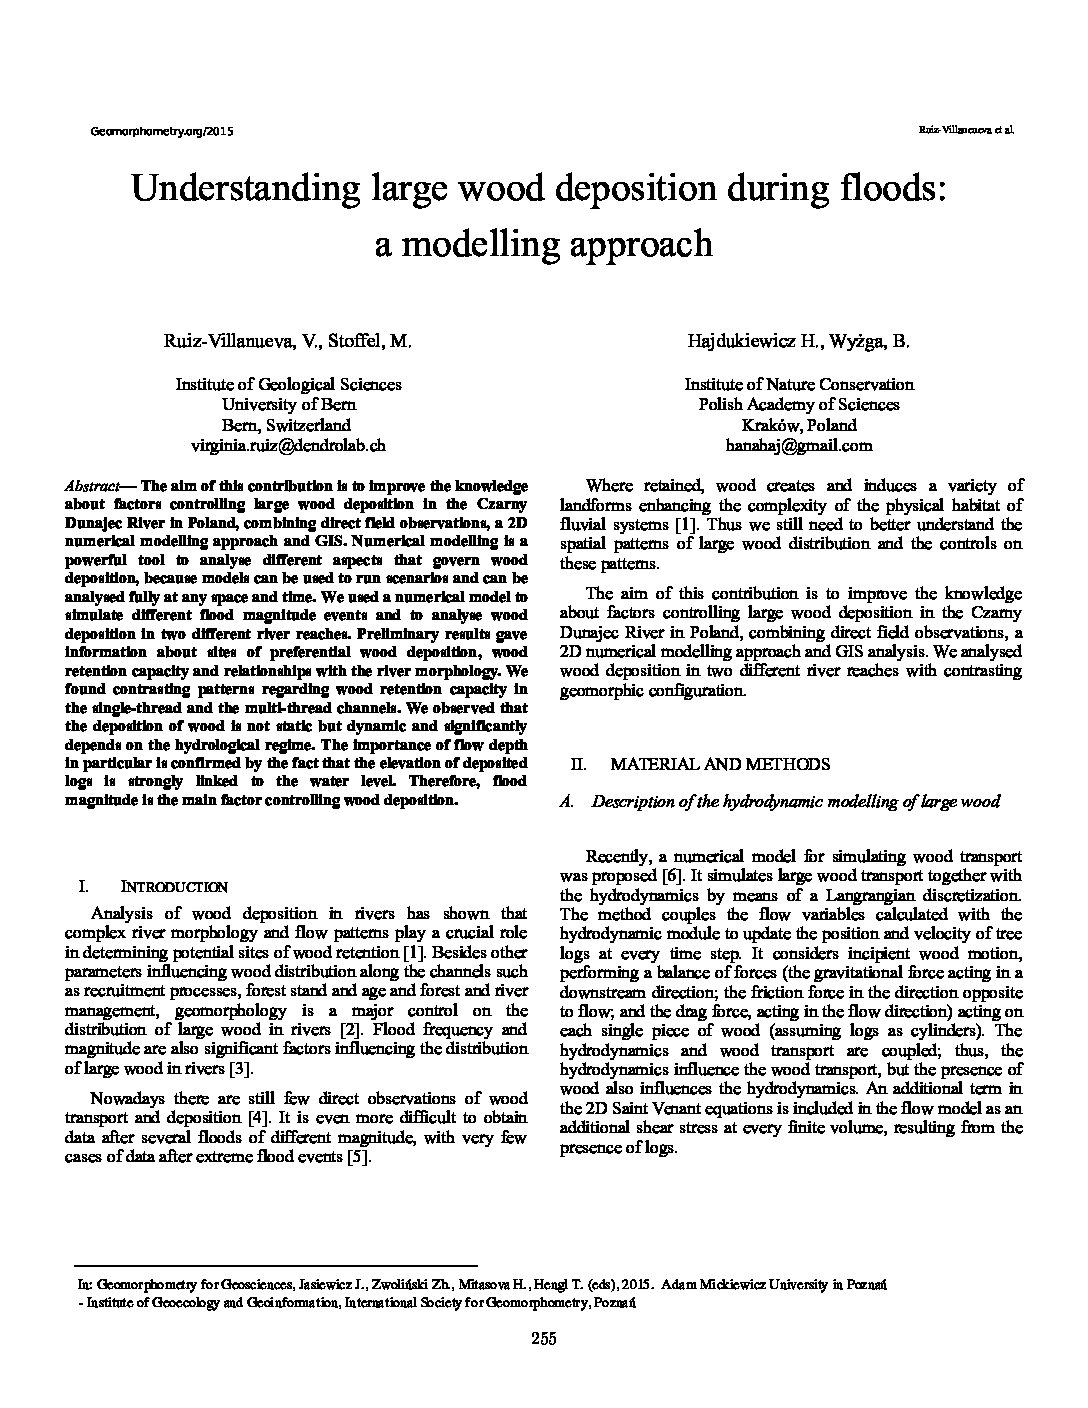 Geomorphometry.org/2015
Ruiz-Villanueva et al.
Understanding large wood deposition during floods:
a modelling approach
Ruiz-Villanueva, V., Stoffel, M.
Institute of Geological Sciences
University of Bern
Bern, Switzerland
virginia.ruiz@dendrolab.ch
Hajdukiewicz H., Wyżga, B.
Institute of Nature Conservation
Polish Academy of Sciences
Kraków, Poland
hanahaj@gmail.com
Abstract— The aim of this contribution is to improve the knowledge
about factors controlling large wood deposition in the Czarny
Dunajec River in Poland, combining direct field observations, a 2D
numerical modelling approach and GIS. Numerical modelling is a
powerful tool to analyse different aspects that govern wood
deposition, because models can be used to run scenarios and can be
analysed fully at any space and time. We used a numerical model to
simulate different flood magnitude events and to analyse wood
deposition in two different river reaches. Preliminary results gave
information about sites of preferential wood deposition, wood
retention capacity and relationships with the river morphology. We
found contrasting patterns regarding wood retention capacity in
the single-thread and the multi-thread channels. We observed that
the deposition of wood is not static but dynamic and significantly
depends on the hydrological regime. The importance of flow depth
in particular is confirmed by the fact that the elevation of deposited
logs is strongly linked to the water level. Therefore, flood
magnitude is the main factor controlling wood deposition.
I. INTRODUCTION
Analysis of wood deposition in rivers has shown that
complex river morphology and flow patterns play a crucial role
in determining potential sites of wood retention [1]. Besides other
parameters influencing wood distribution along the channels such
as recruitment processes, forest stand and age and forest and river
management, geomorphology is a major control on the
distribution of large wood in rivers [2]. Flood frequency and
magnitude are also significant factors influencing the distribution
of large wood in rivers [3].
Nowadays there are still few direct observations of wood
transport and deposition [4]. It is even more difficult to obtain
data after several floods of different magnitude, with very few
cases of data after extreme flood events [5].
Where retained, wood creates and induces a variety of
landforms enhancing the complexity of the physical habitat of
fluvial systems [1]. Thus we still need to better understand the
spatial patterns of large wood distribution and the controls on
these patterns.
The aim of this contribution is to improve the knowledge
about factors controlling large wood deposition in the Czarny
Dunajec River in Poland, combining direct field observations, a
2D numerical modelling approach and GIS analysis. We analysed
wood deposition in two different river reaches with contrasting
geomorphic configuration.
II. MATERIAL AND METHODS
A. Description of the hydrodynamic modelling of large wood
Recently, a numerical model for simulating wood transport
was proposed [6]. It simulates large wood transport together with
the hydrodynamics by means of a Langrangian discretization.
The method couples the flow variables calculated with the
hydrodynamic module to update the position and velocity of tree
logs at every time step. It considers incipient wood motion,
performing a balance of forces (the gravitational force acting in a
downstream direction; the friction force in the direction opposite
to flow; and the drag force, acting in the flow direction) acting on
each single piece of wood (assuming logs as cylinders). The
hydrodynamics and wood transport are coupled; thus, the
hydrodynamics influence the wood transport, but the presence of
wood also influences the hydrodynamics. An additional term in
the 2D Saint Venant equations is included in the flow model as an
additional shear stress at every finite volume, resulting from the
presence of logs.
In: Geomorphometry for Geosciences, Jasiewicz J., Zwoliński Zb., Mitasova H., Hengl T. (eds), 2015. Adam Mickiewicz University in Poznań
- Institute of Geoecology and Geoinformation, International Society for Geomorphometry, Poznań
255